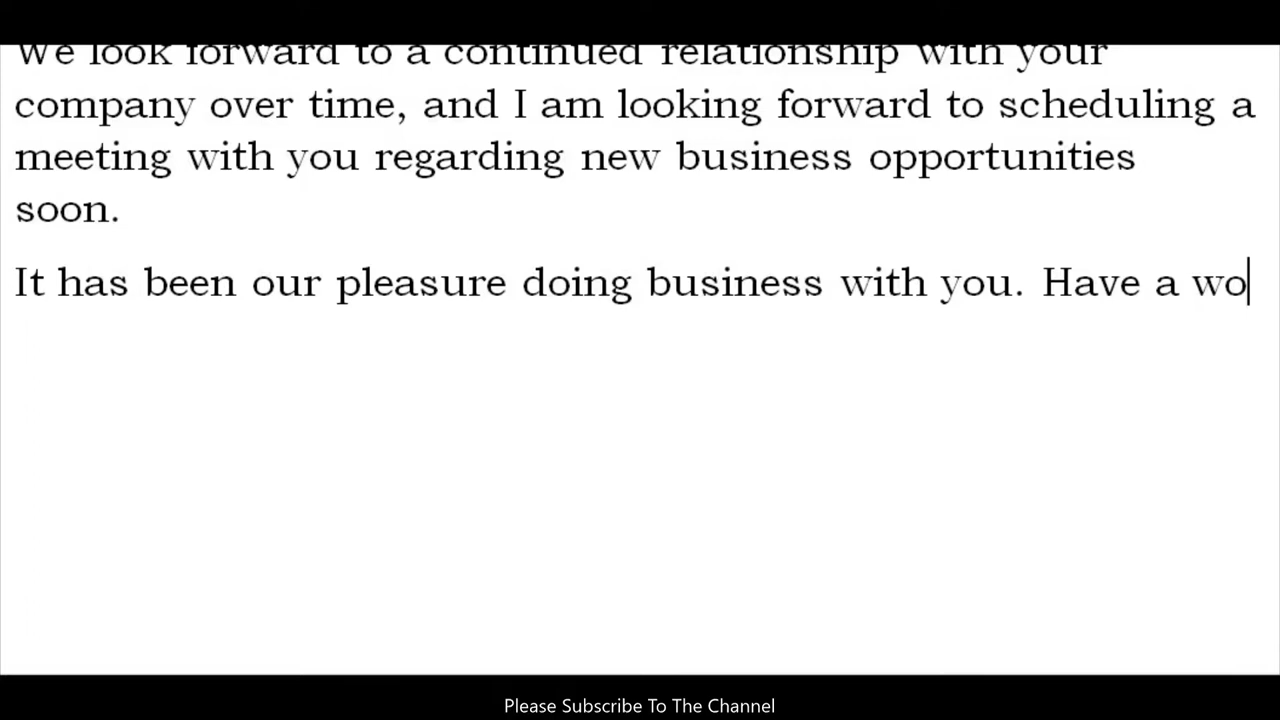 We look forward to a continued relationship with your
company over time, and I am looking forward to scheduling a
meeting with you regarding new business opportunities
soon.
It has been our pleasure doing business with you. Have a wo
Please Subscribe To The Channel